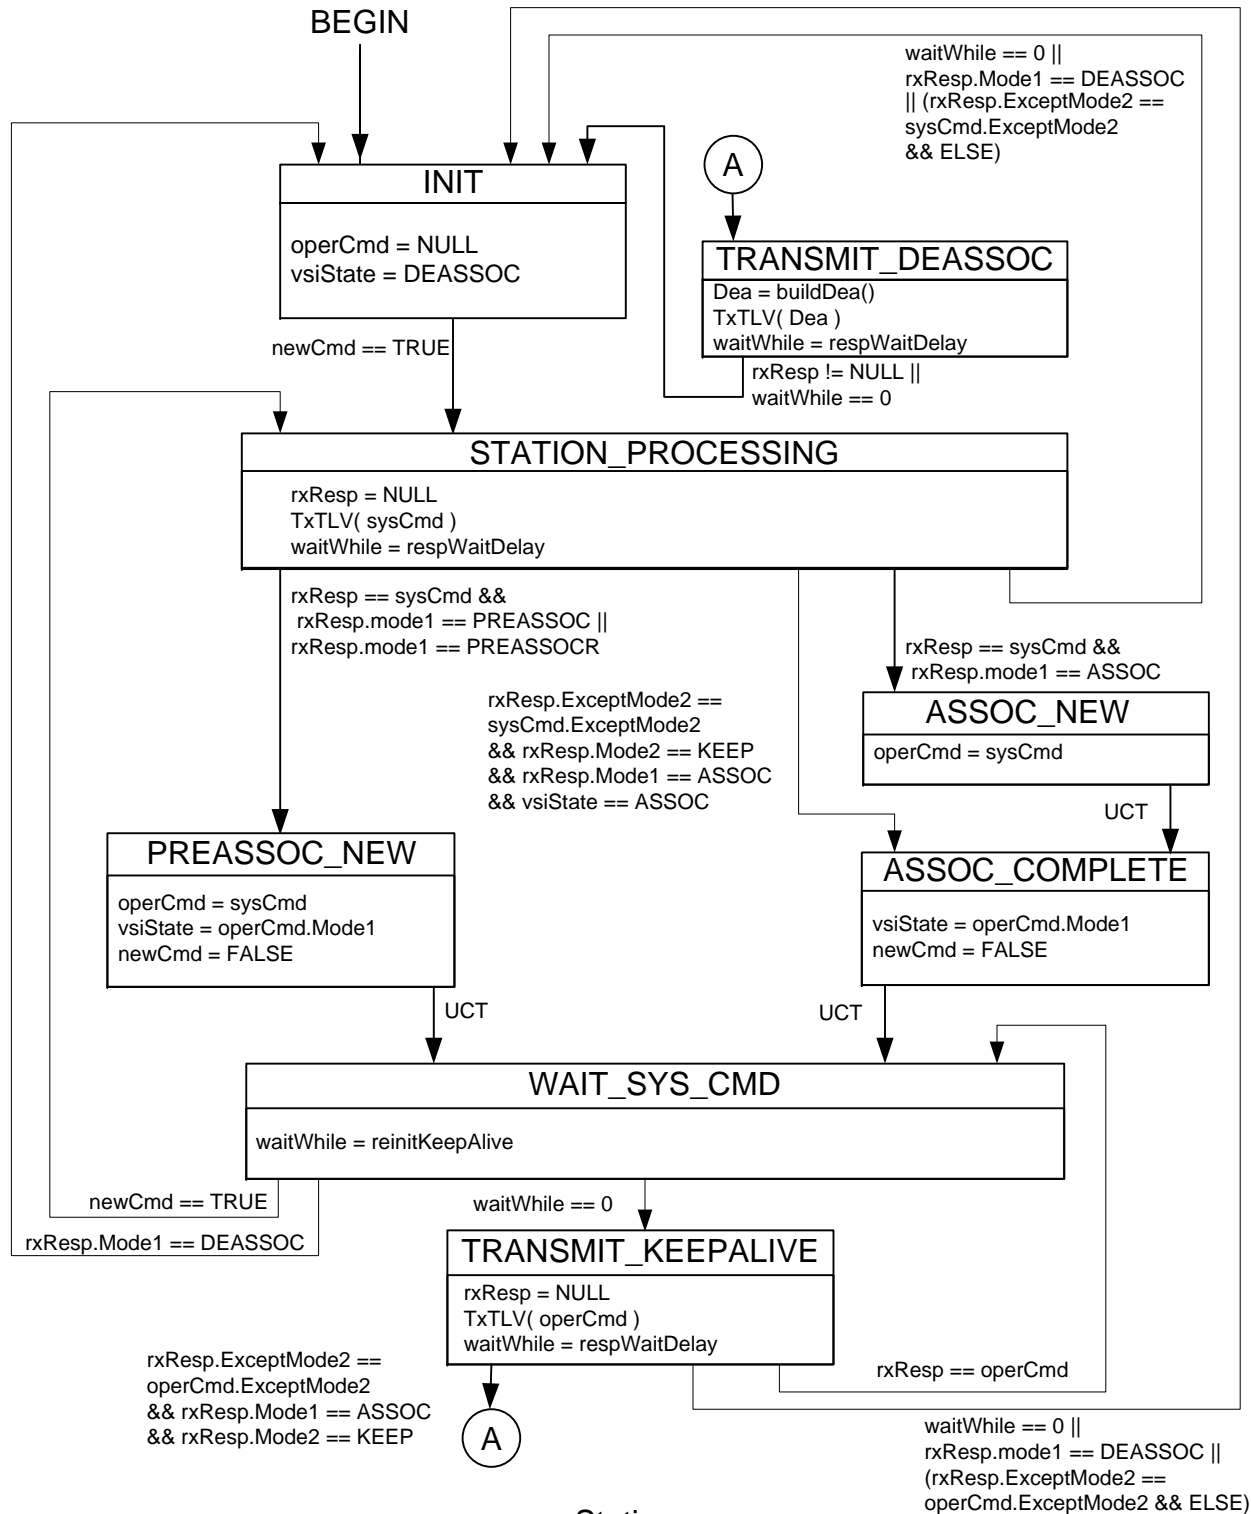 BEGIN
waitWhile == 0 ||
rxResp.Mode1 == DEASSOC
|| (rxResp.ExceptMode2 ==
sysCmd.ExceptMode2
&& ELSE)
A
INIT
operCmd = NULL
vsiState = DEASSOC
TRANSMIT_DEASSOC
Dea = buildDea()
TxTLV( Dea )
waitWhile = respWaitDelay
newCmd == TRUE
rxResp != NULL ||
waitWhile == 0
STATION_PROCESSING
rxResp = NULL
TxTLV( sysCmd )
waitWhile = respWaitDelay
rxResp == sysCmd &&
rxResp.mode1 == PREASSOC ||
rxResp.mode1 == PREASSOCR
rxResp == sysCmd &&
rxResp.mode1 == ASSOC
rxResp.ExceptMode2 ==
sysCmd.ExceptMode2
&& rxResp.Mode2 == KEEP
&& rxResp.Mode1 == ASSOC
&& vsiState == ASSOC
ASSOC_NEW
operCmd = sysCmd
UCT
PREASSOC_NEW
operCmd = sysCmd
vsiState = operCmd.Mode1
newCmd = FALSE
ASSOC_COMPLETE
vsiState = operCmd.Mode1
newCmd = FALSE
UCT
UCT
WAIT_SYS_CMD
waitWhile = reinitKeepAlive
newCmd == TRUE
rxResp.Mode1 == DEASSOC
waitWhile == 0
TRANSMIT_KEEPALIVE
rxResp = NULL
TxTLV( operCmd )
waitWhile = respWaitDelay
rxResp.ExceptMode2 ==
operCmd.ExceptMode2
&& rxResp.Mode1 == ASSOC
&& rxResp.Mode2 == KEEP
A
rxResp == operCmd
waitWhile == 0 ||
rxResp.mode1 == DEASSOC ||
(rxResp.ExceptMode2 ==
operCmd.ExceptMode2 && ELSE)